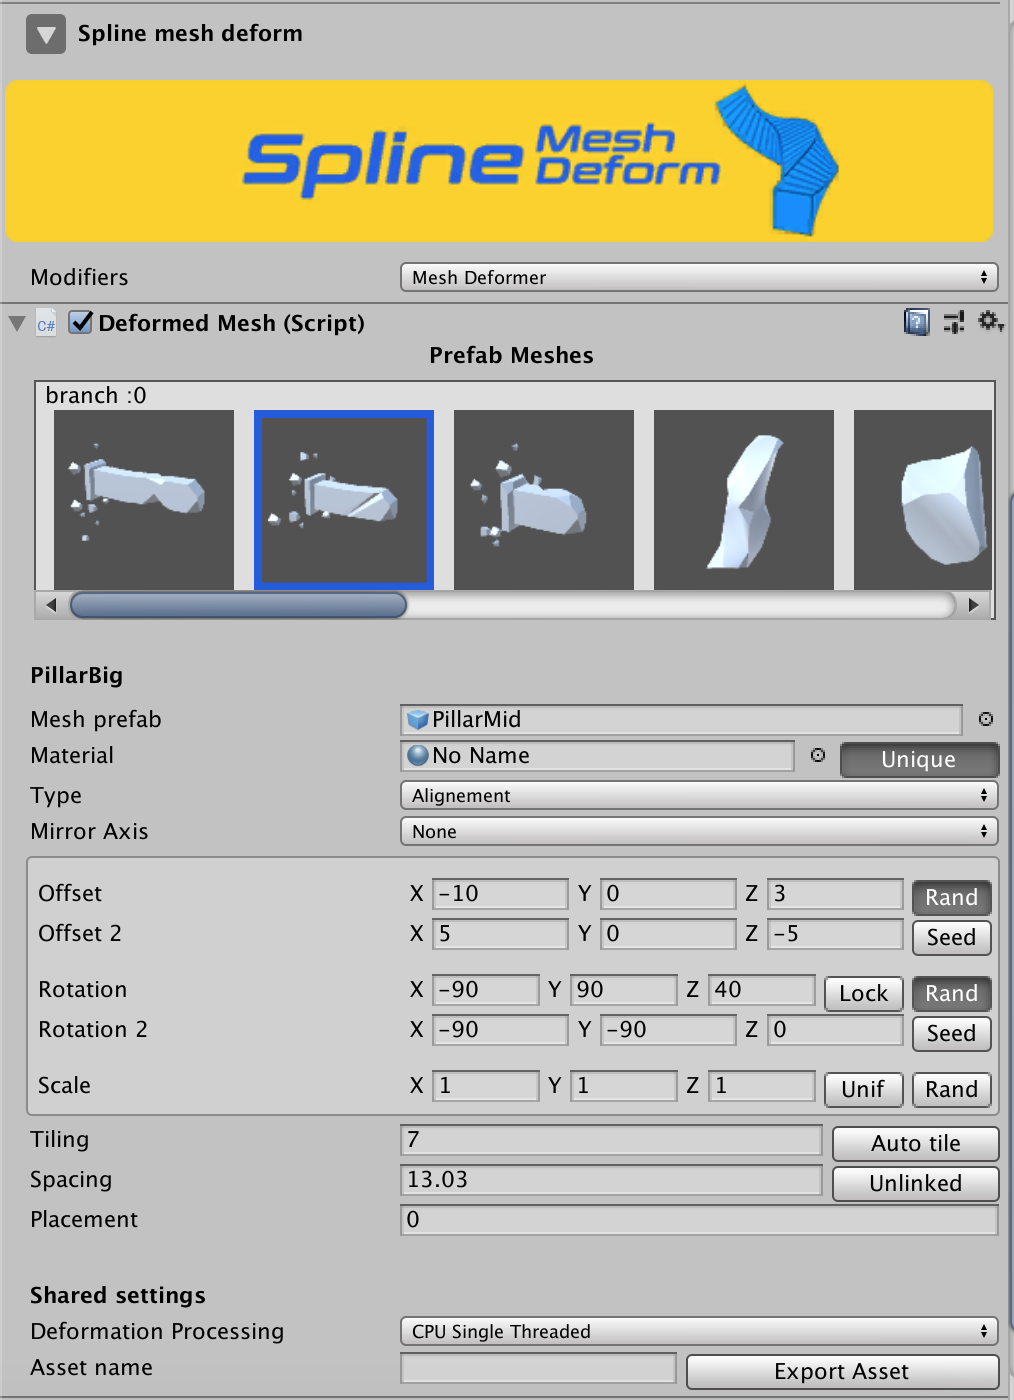 Spline mesh deform
Spline Mesh Deform
Modifiers Mesh Deformer
C# Deformed Mesh (Script)
Prefab Meshes
branch :0
PillarBig
Mesh prefab PillarMid
Material No Name Unique
Type Alignement
Mirror Axis None
Offset X -10 Y 0 Z 3 Rand
Offset 2 X 5 Y 0 Z -5 Seed
Rotation X -90 Y 90 Z 40 Lock Rand
Rotation 2 X -90 Y -90 Z 0 Seed
Scale X 1 Y 1 Z 1 Unif Rand
Tiling 7 Auto tile
Spacing 13.03 Unlinked
Placement 0
Shared settings
Deformation Processing CPU Single Threaded
Asset name Export Asset